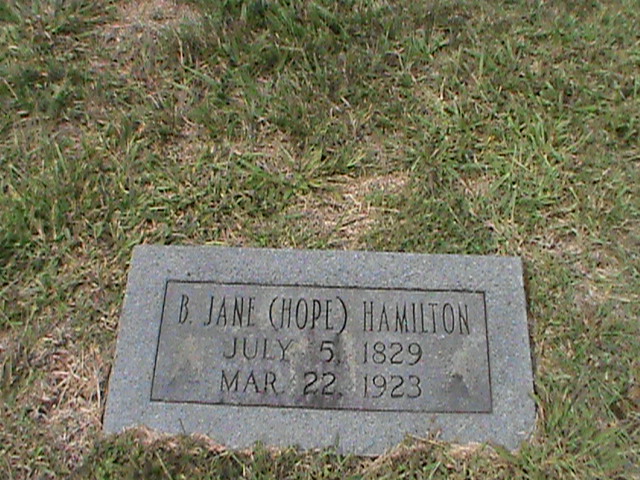 B. JANE (HOPE) HAMILTON
JULY 5, 1829
MAR. 22, 1923